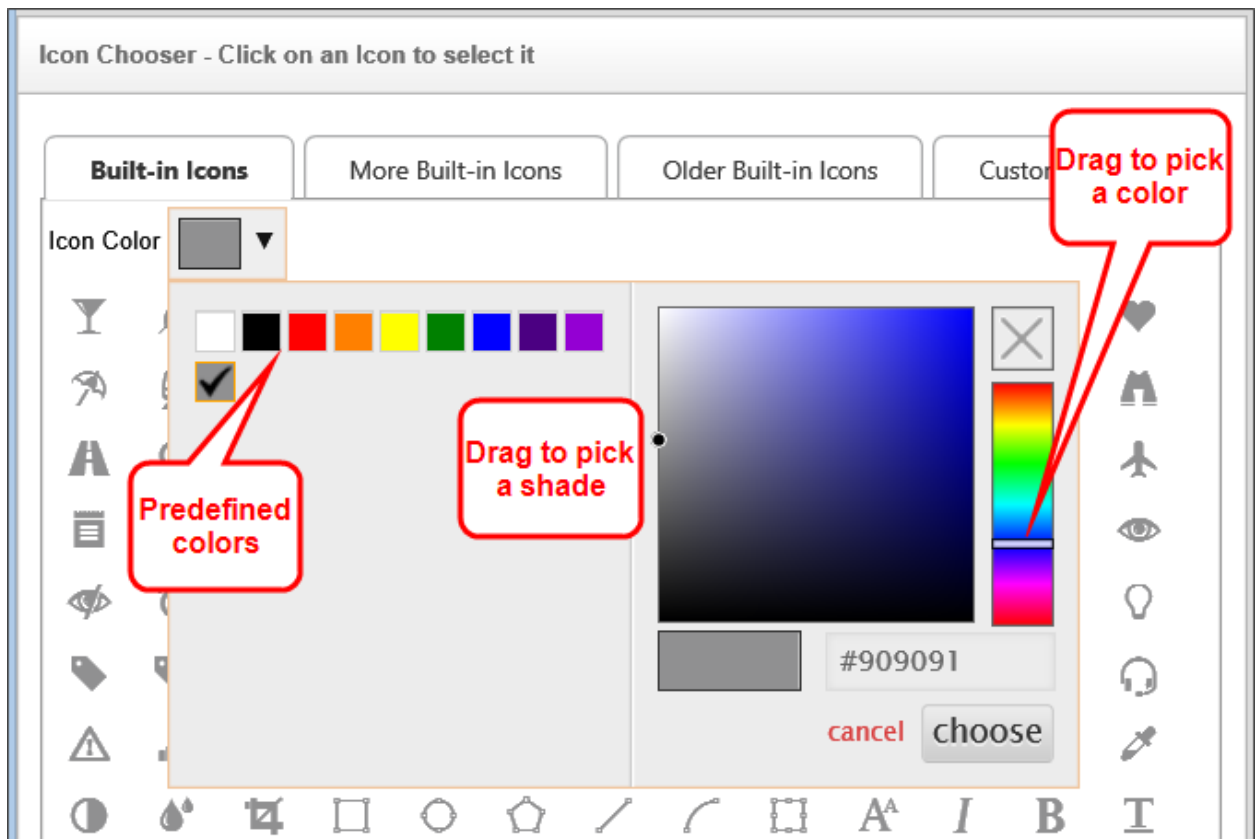 Icon Chooser - Click on an Icon to select it
Built-in Icons
More Built-in Icons
Older Built-in Icons
Drag to pick
a color
Icon Color
Drag to pick
a shade
Predefined
colors
#909091
cancel
choose
A^A
I
B
T